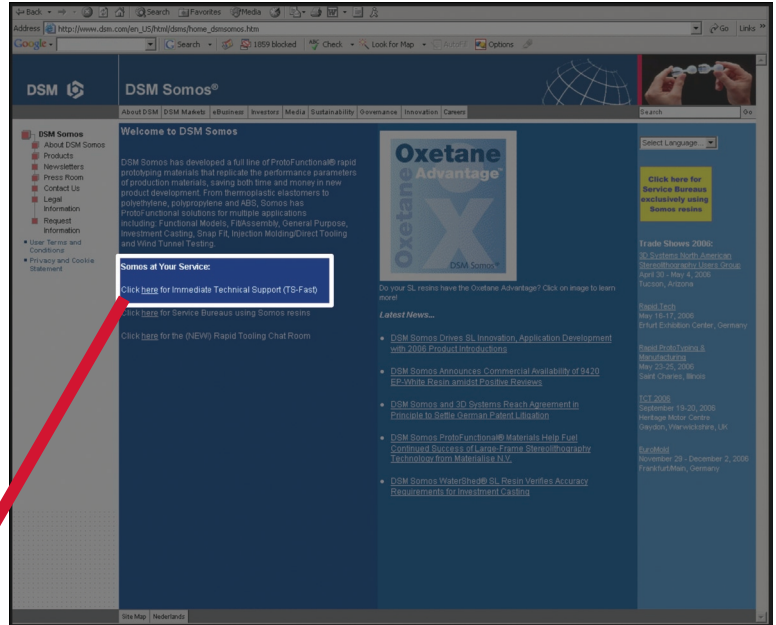 Back
Search Favorites Media
Address http://www.dsm.com/en_US/html/dsms/home_dsmsomos.htm Go Links »
Google Search 1859 blocked Check Look for Map AutoFill Options
DSM
DSM Somos®
About DSM DSM Markets eBusiness Investors Media Sustainability Governance Innovation Careers
Search Go
DSM Somos
About DSM Somos
Products
Newsletters
Press Room
Contact Us
Legal
Information
Request
Information
User Terms and
Conditions
Privacy and Cookie
Statement
Welcome to DSM Somos
DSM Somos has developed a full line of ProtoFunctional® rapid
prototyping materials that replicate the performance parameters
of production materials, saving both time and money in new
product development. From thermoplastic elastomers to
polyethylene, polypropylene and ABS, Somos has
ProtoFunctional solutions for multiple applications
including: Functional Models, Fit/Assembly, General Purpose,
Investment Casting, Snap Fit, Injection Molding/Direct Tooling
and Wind Tunnel Testing.
Somos at Your Service:
Click here for Immediate Technical Support (TS-Fast)
Click here for Service Bureaus using Somos resins
Click here for the (NEW!) Rapid Tooling Chat Room
Oxetane
Advantage™
Oxetane
X
DSM Somos®
Do your SL resins have the Oxetane Advantage? Click on image to learn
more!
Latest News...
DSM Somos Drives SL Innovation, Application Development
with 2006 Product Introductions
DSM Somos Announces Commercial Availability of 9420
EP-White Resin amidst Positive Reviews
DSM Somos and 3D Systems Reach Agreement in
Principle to Settle German Patent Litigation
DSM Somos ProtoFunctional® Materials Help Fuel
Continued Success of Large-Frame Stereolithography
Technology from Materialise N.V.
DSM Somos WaterShed® SL Resin Verifies Accuracy
Requirements for Investment Casting
Select Language...
Click here for
Service Bureaus
exclusively using
Somos resins
Trade Shows 2006:
3D Systems North American
Stereolithography Users Group
April 30 - May 4, 2006
Tucson, Arizona
Rapid Tech
May 16-17, 2006
Erfurt Exhibition Center, Germany
Rapid ProtoTyping &
Manufacturing
May 23-25, 2006
Saint Charles, Illinois
TCT 2006
September 19-20, 2006
Heritage Motor Centre
Gaydon, Warwickshire, UK
EuroMold
November 29 - December 2, 2006
Frankfurt/Main, Germany
Site Map Nederlands